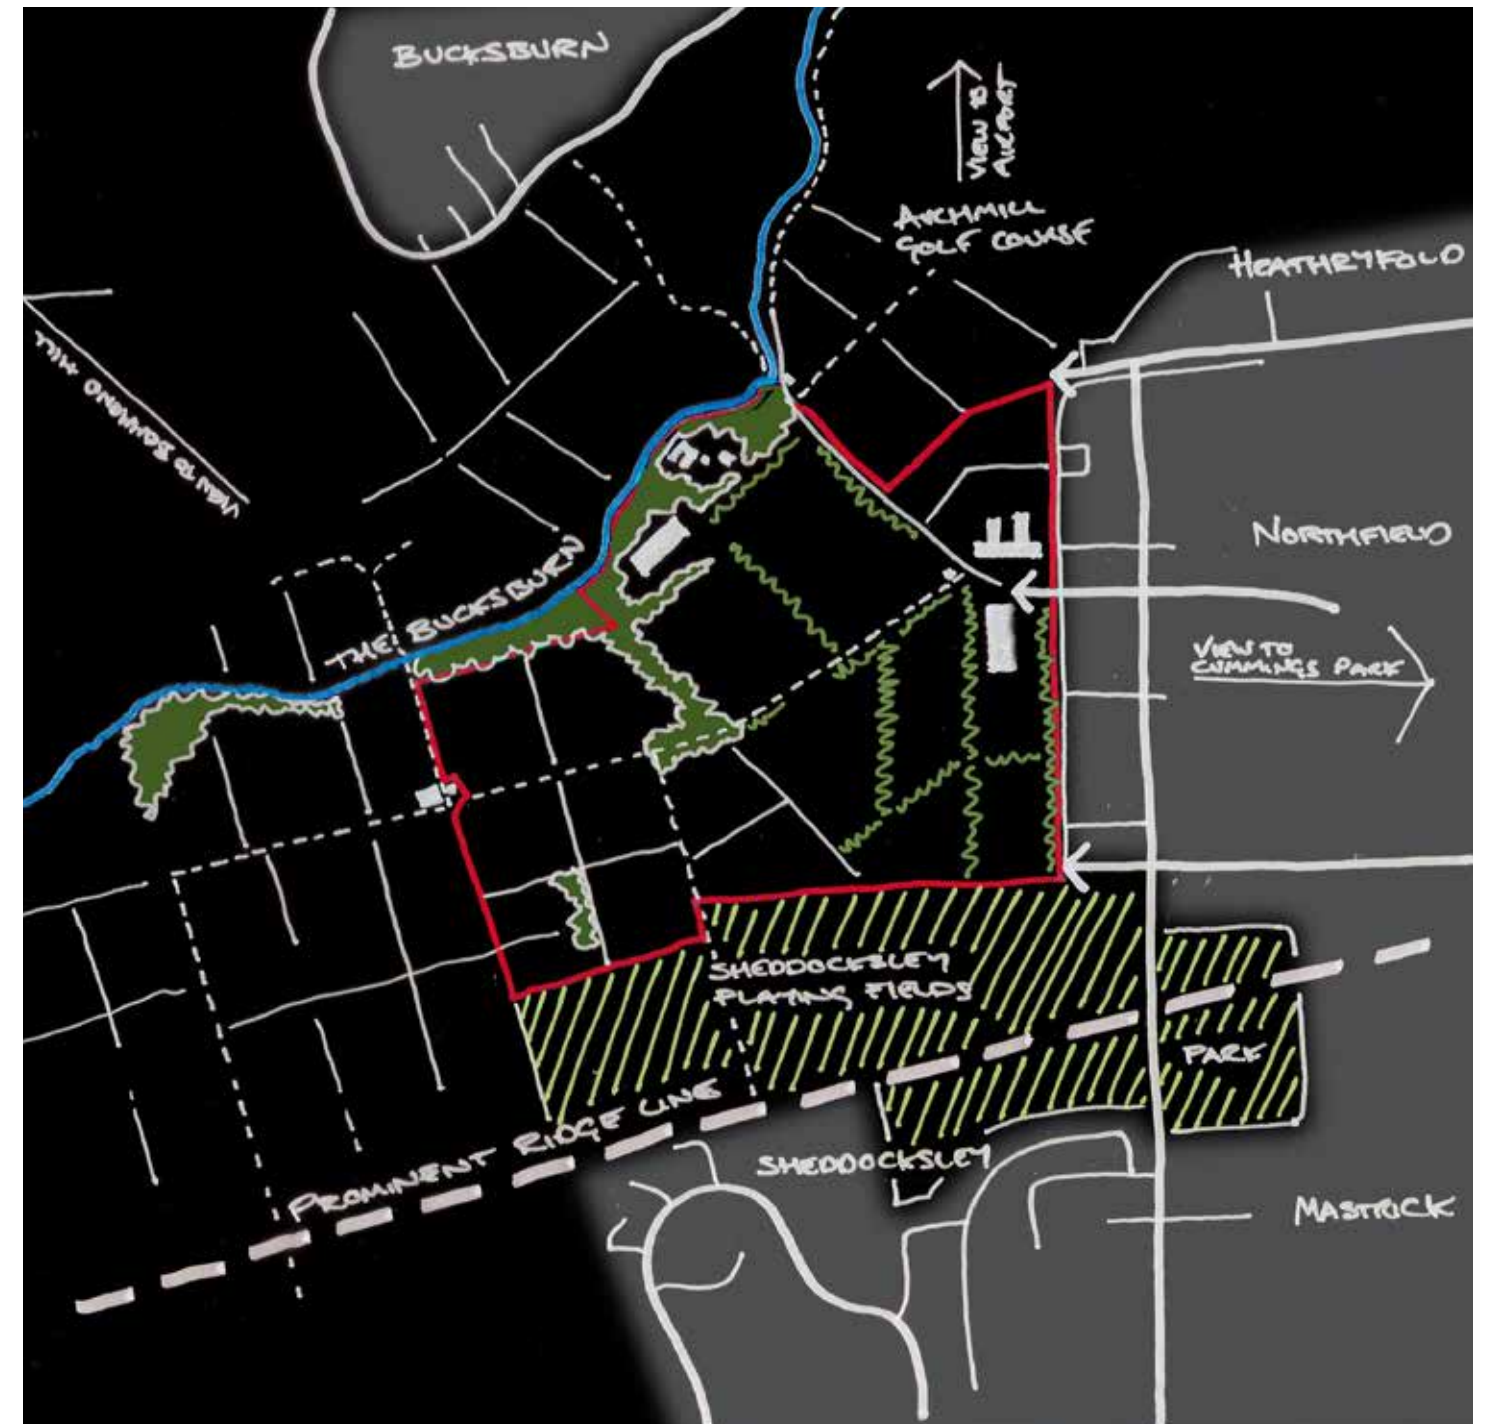 BUCKSBURN
VIEW TO
AIRPORT
AUCHMILL
GOLF COURSE
HEATHRYFOLD
VIEW TO BONHAND HILL
NORTHFIELD
THE BUCKSBURN
VIEW TO
CUMMINGS PARK
SHEDDOCKSLEY
PLAYING FIELDS
PARK
PROMINENT RIDGE LINE
SHEDDOCKSLEY
MASTRICK